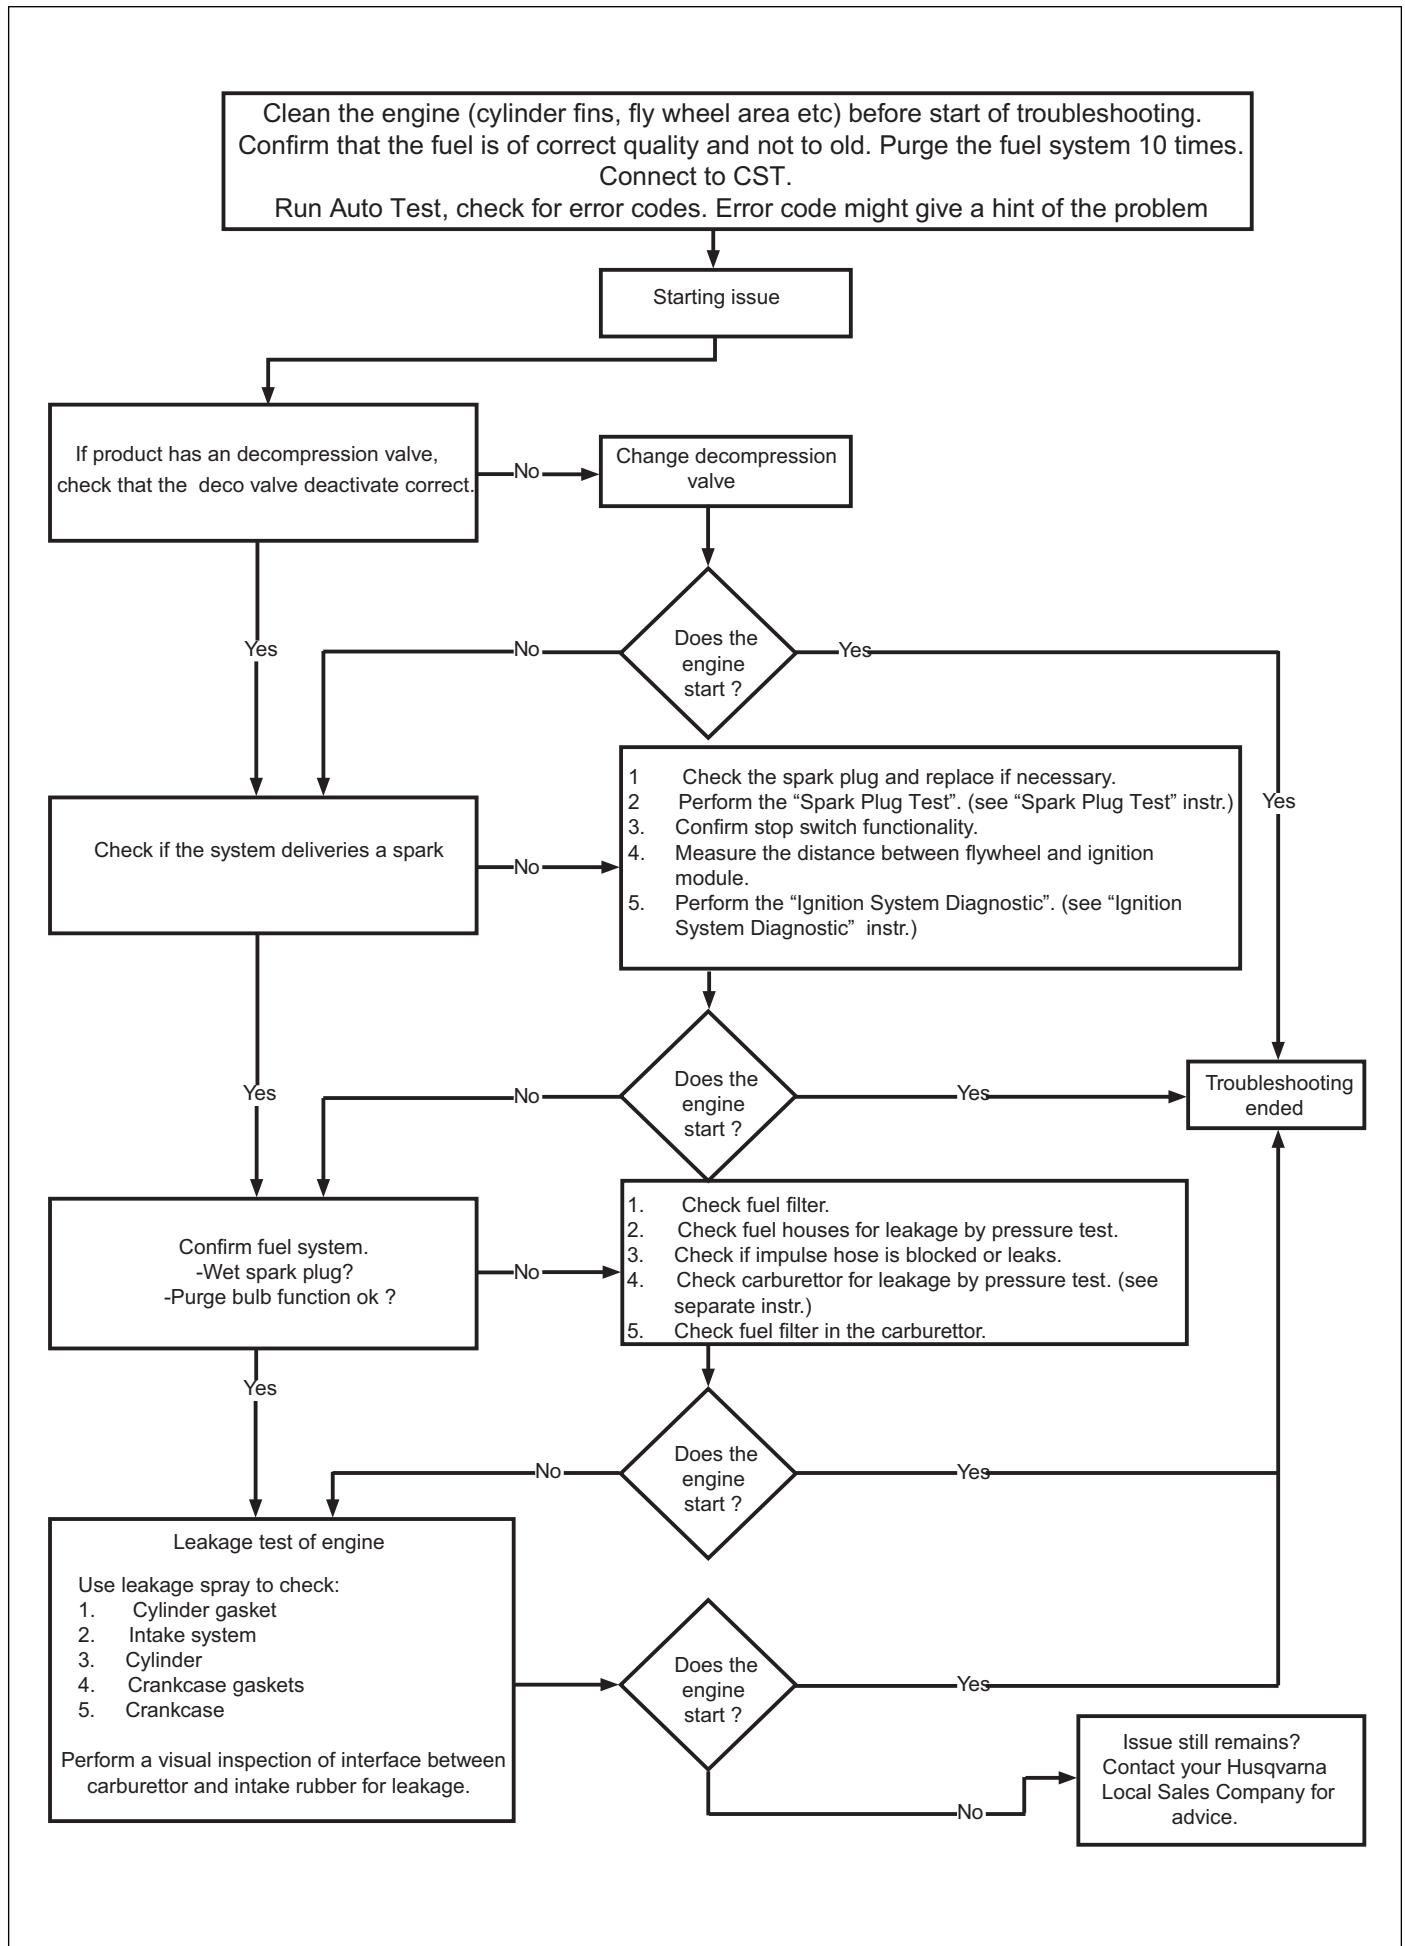 Clean the engine (cylinder fins, fly wheel area etc) before start of troubleshooting.
Confirm that the fuel is of correct quality and not to old. Purge the fuel system 10 times.
Connect to CST.
Run Auto Test, check for error codes. Error code might give a hint of the problem
Starting issue
If product has an decompression valve,
check that the deco valve deactivate correct.
No
Change decompression
valve
Yes
No
Does the
engine
start ?
Yes
Yes
Check if the system deliveries a spark
No
1 Check the spark plug and replace if necessary.
2 Perform the “Spark Plug Test”. (see “Spark Plug Test” instr.)
3. Confirm stop switch functionality.
4. Measure the distance between flywheel and ignition
module.
5. Perform the “Ignition System Diagnostic”. (see “Ignition
System Diagnostic” instr.)
Yes
No
Does the
engine
start ?
Yes
Troubleshooting
ended
Confirm fuel system.
-Wet spark plug?
-Purge bulb function ok ?
No
1. Check fuel filter.
2. Check fuel houses for leakage by pressure test.
3. Check if impulse hose is blocked or leaks.
4. Check carburettor for leakage by pressure test. (see
separate instr.)
5. Check fuel filter in the carburettor.
Yes
No
Does the
engine
start ?
Yes
Leakage test of engine
Use leakage spray to check:
1. Cylinder gasket
2. Intake system
3. Cylinder
4. Crankcase gaskets
5. Crankcase
Perform a visual inspection of interface between
carburettor and intake rubber for leakage.
Does the
engine
start ?
Yes
No
Issue still remains?
Contact your Husqvarna
Local Sales Company for
advice.